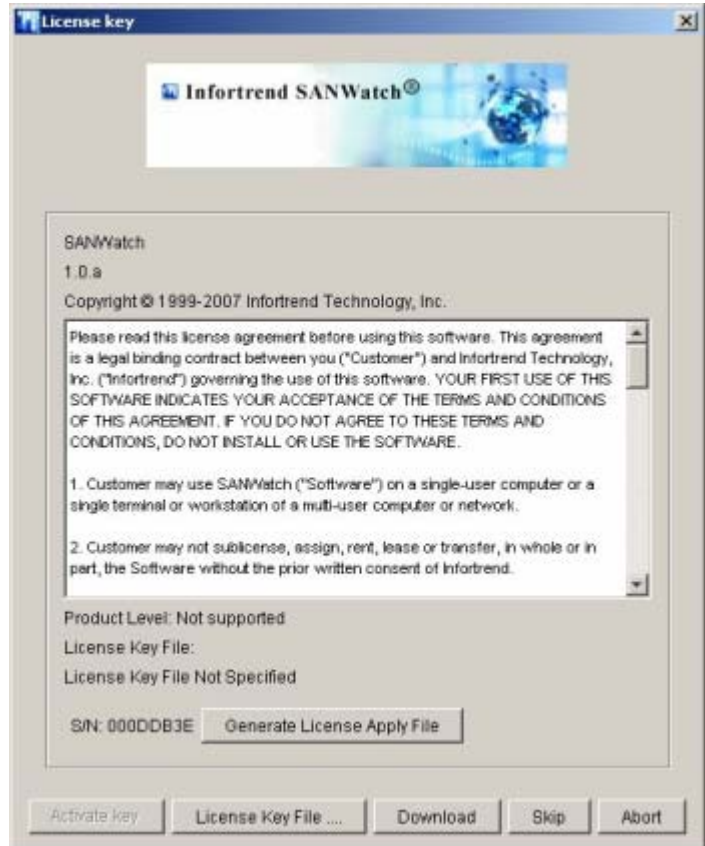 License key
Infortrend SANWatch®
SANWatch
1.0.a
Copyright © 1999-2007 Infortrend Technology, Inc.
Please read this license agreement before using this software. This agreement
is a legal binding contract between you ("Customer") and Infortrend Technology,
Inc. ("Infortrend") governing the use of this software. YOUR FIRST USE OF THIS
SOFTWARE INDICATES YOUR ACCEPTANCE OF THE TERMS AND CONDITIONS
OF THIS AGREEMENT. IF YOU DO NOT AGREE TO THESE TERMS AND
CONDITIONS, DO NOT INSTALL OR USE THE SOFTWARE.
1. Customer may use SANWatch ("Software") on a single-user computer or a
single terminal or workstation of a multi-user computer or network.
2. Customer may not sublicense, assign, rent, lease or transfer, in whole or in
part, the Software without the prior written consent of Infortrend.
Product Level: Not supported
License Key File:
License Key File Not Specified
S/N: 000DDB3E Generate License Apply File
Activate key License Key File .... Download Skip Abort